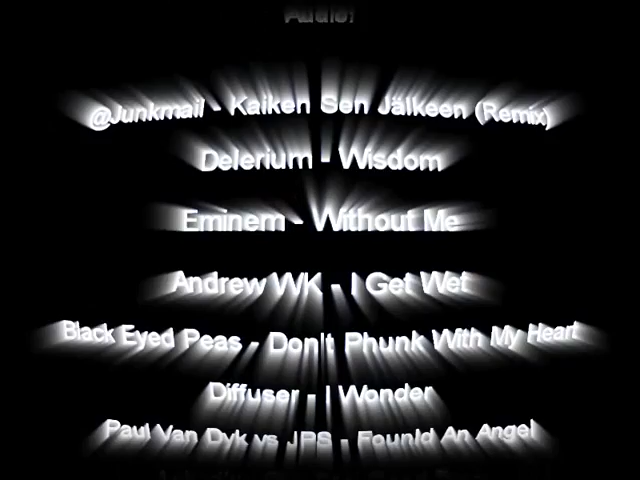 Audio:
@Junkmail - Kaiken Sen Jälkeen (Remix)
Delerium - Wisdom
Eminem - Without Me
Andrew WK - I Get Wet
Black Eyed Peas - Don't Phunk With My Heart
Diffuser - I Wonder
Paul Van Dyk vs JPS - Founld An Angel